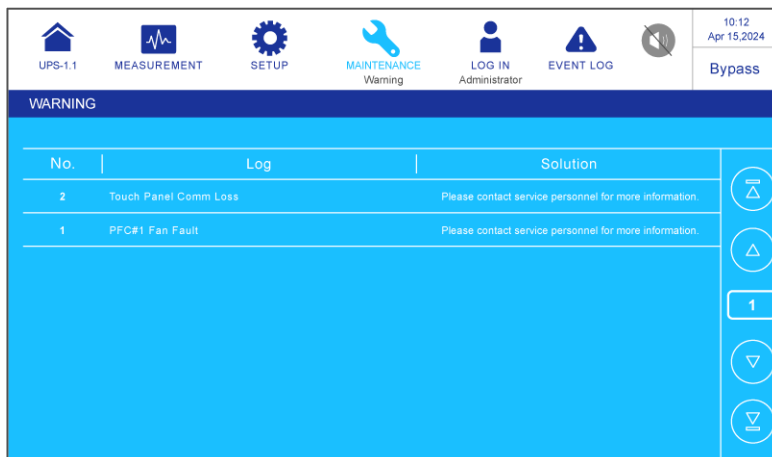 10:12
Apr 15,2024
UPS-1.1
MEASUREMENT
SETUP
MAINTENANCE
Warning
LOG IN
Administrator
EVENT LOG
Bypass
WARNING
No. Log Solution
2 Touch Panel Comm Loss Please contact service personnel for more information.
1 PFC#1 Fan Fault Please contact service personnel for more information.
1